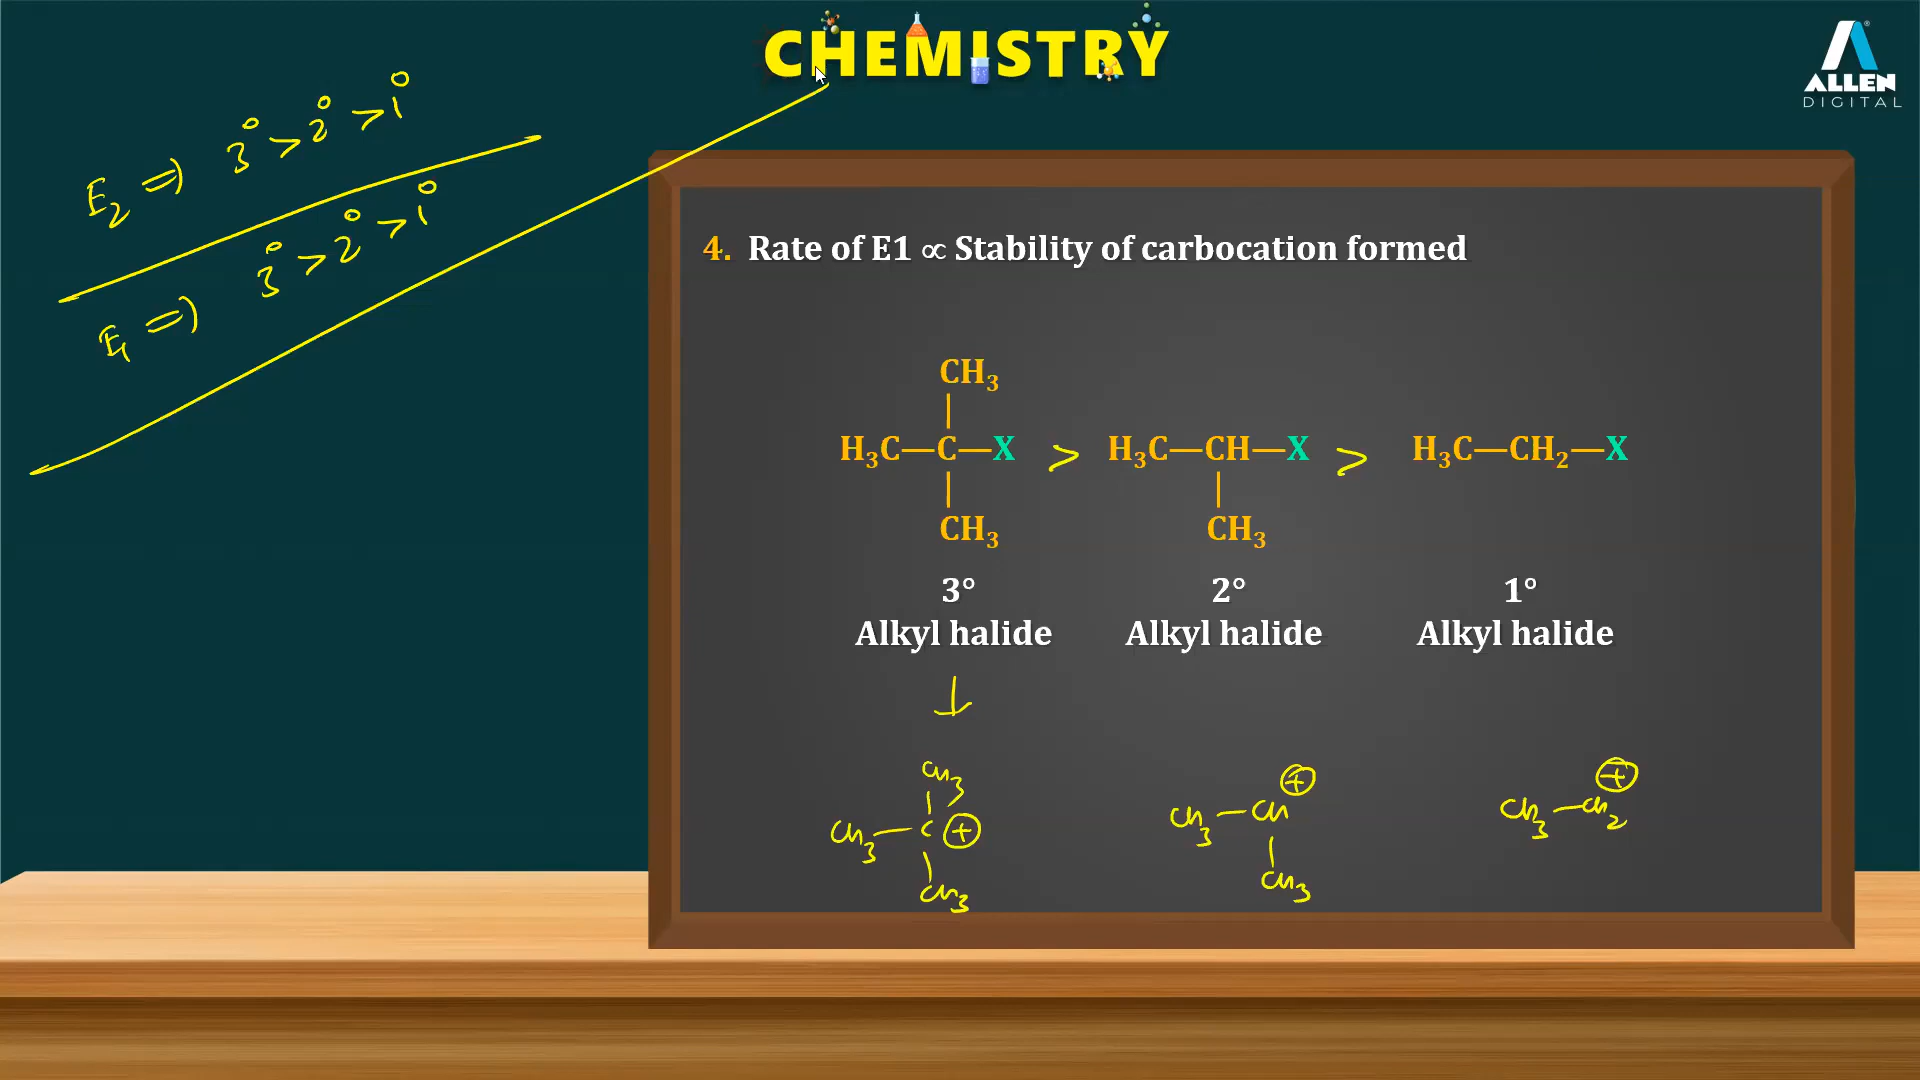 CHEMISTRY
ALLEN
DIGITAL
E2 ⇒ 3° > 2° > 1°
E1 ⇒ 3° > 2° > 1°
4. Rate of E1 ∝ Stability of carbocation formed
CH₃
H₃C—C—X > H₃C—CH—X > H₃C—CH₂—X
CH₃ CH₃
3° 2° 1°
Alkyl halide Alkyl halide Alkyl halide
↓
CH₃
CH₃—C⊕ CH₃—CH⊕ CH₃—CH₂⊕
CH₃ CH₃